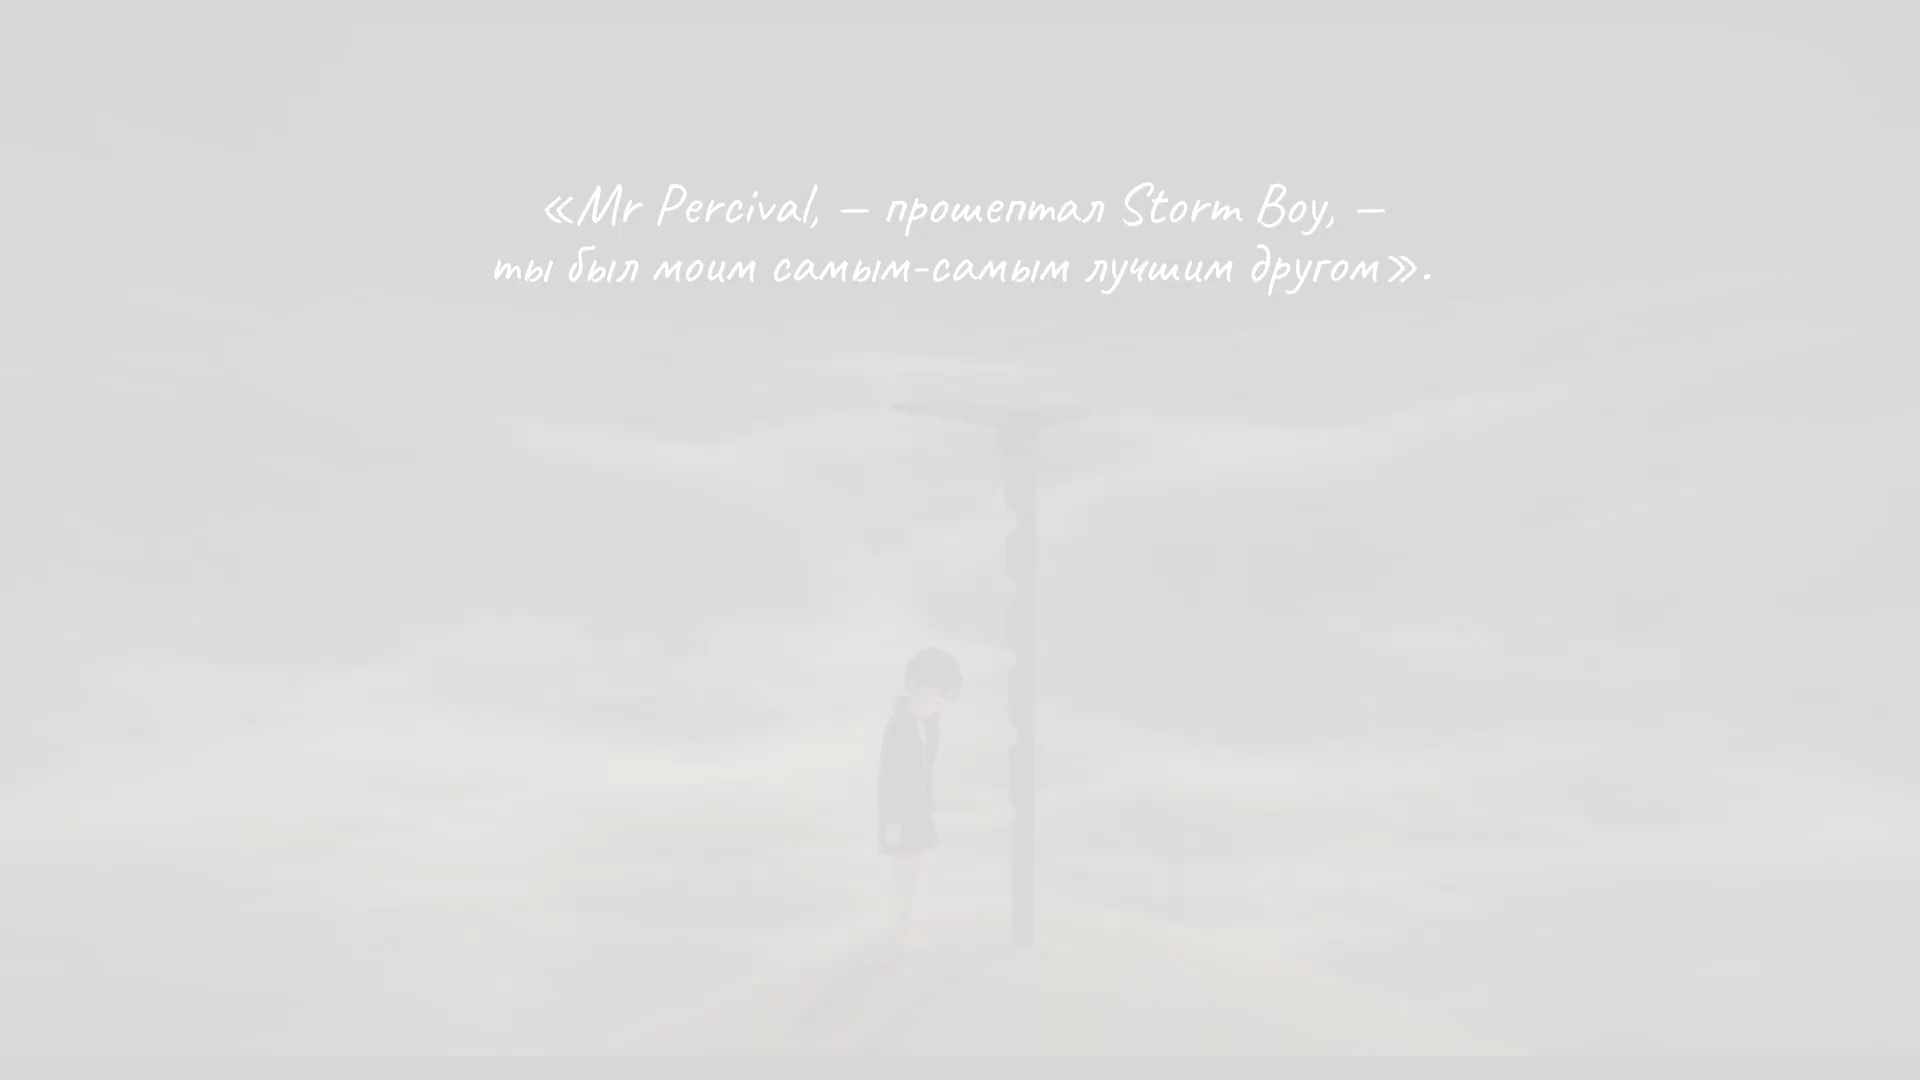 «Mr Percival, — прошептал Storm Boy, —
ты был моим самым-самым лучшим другом».